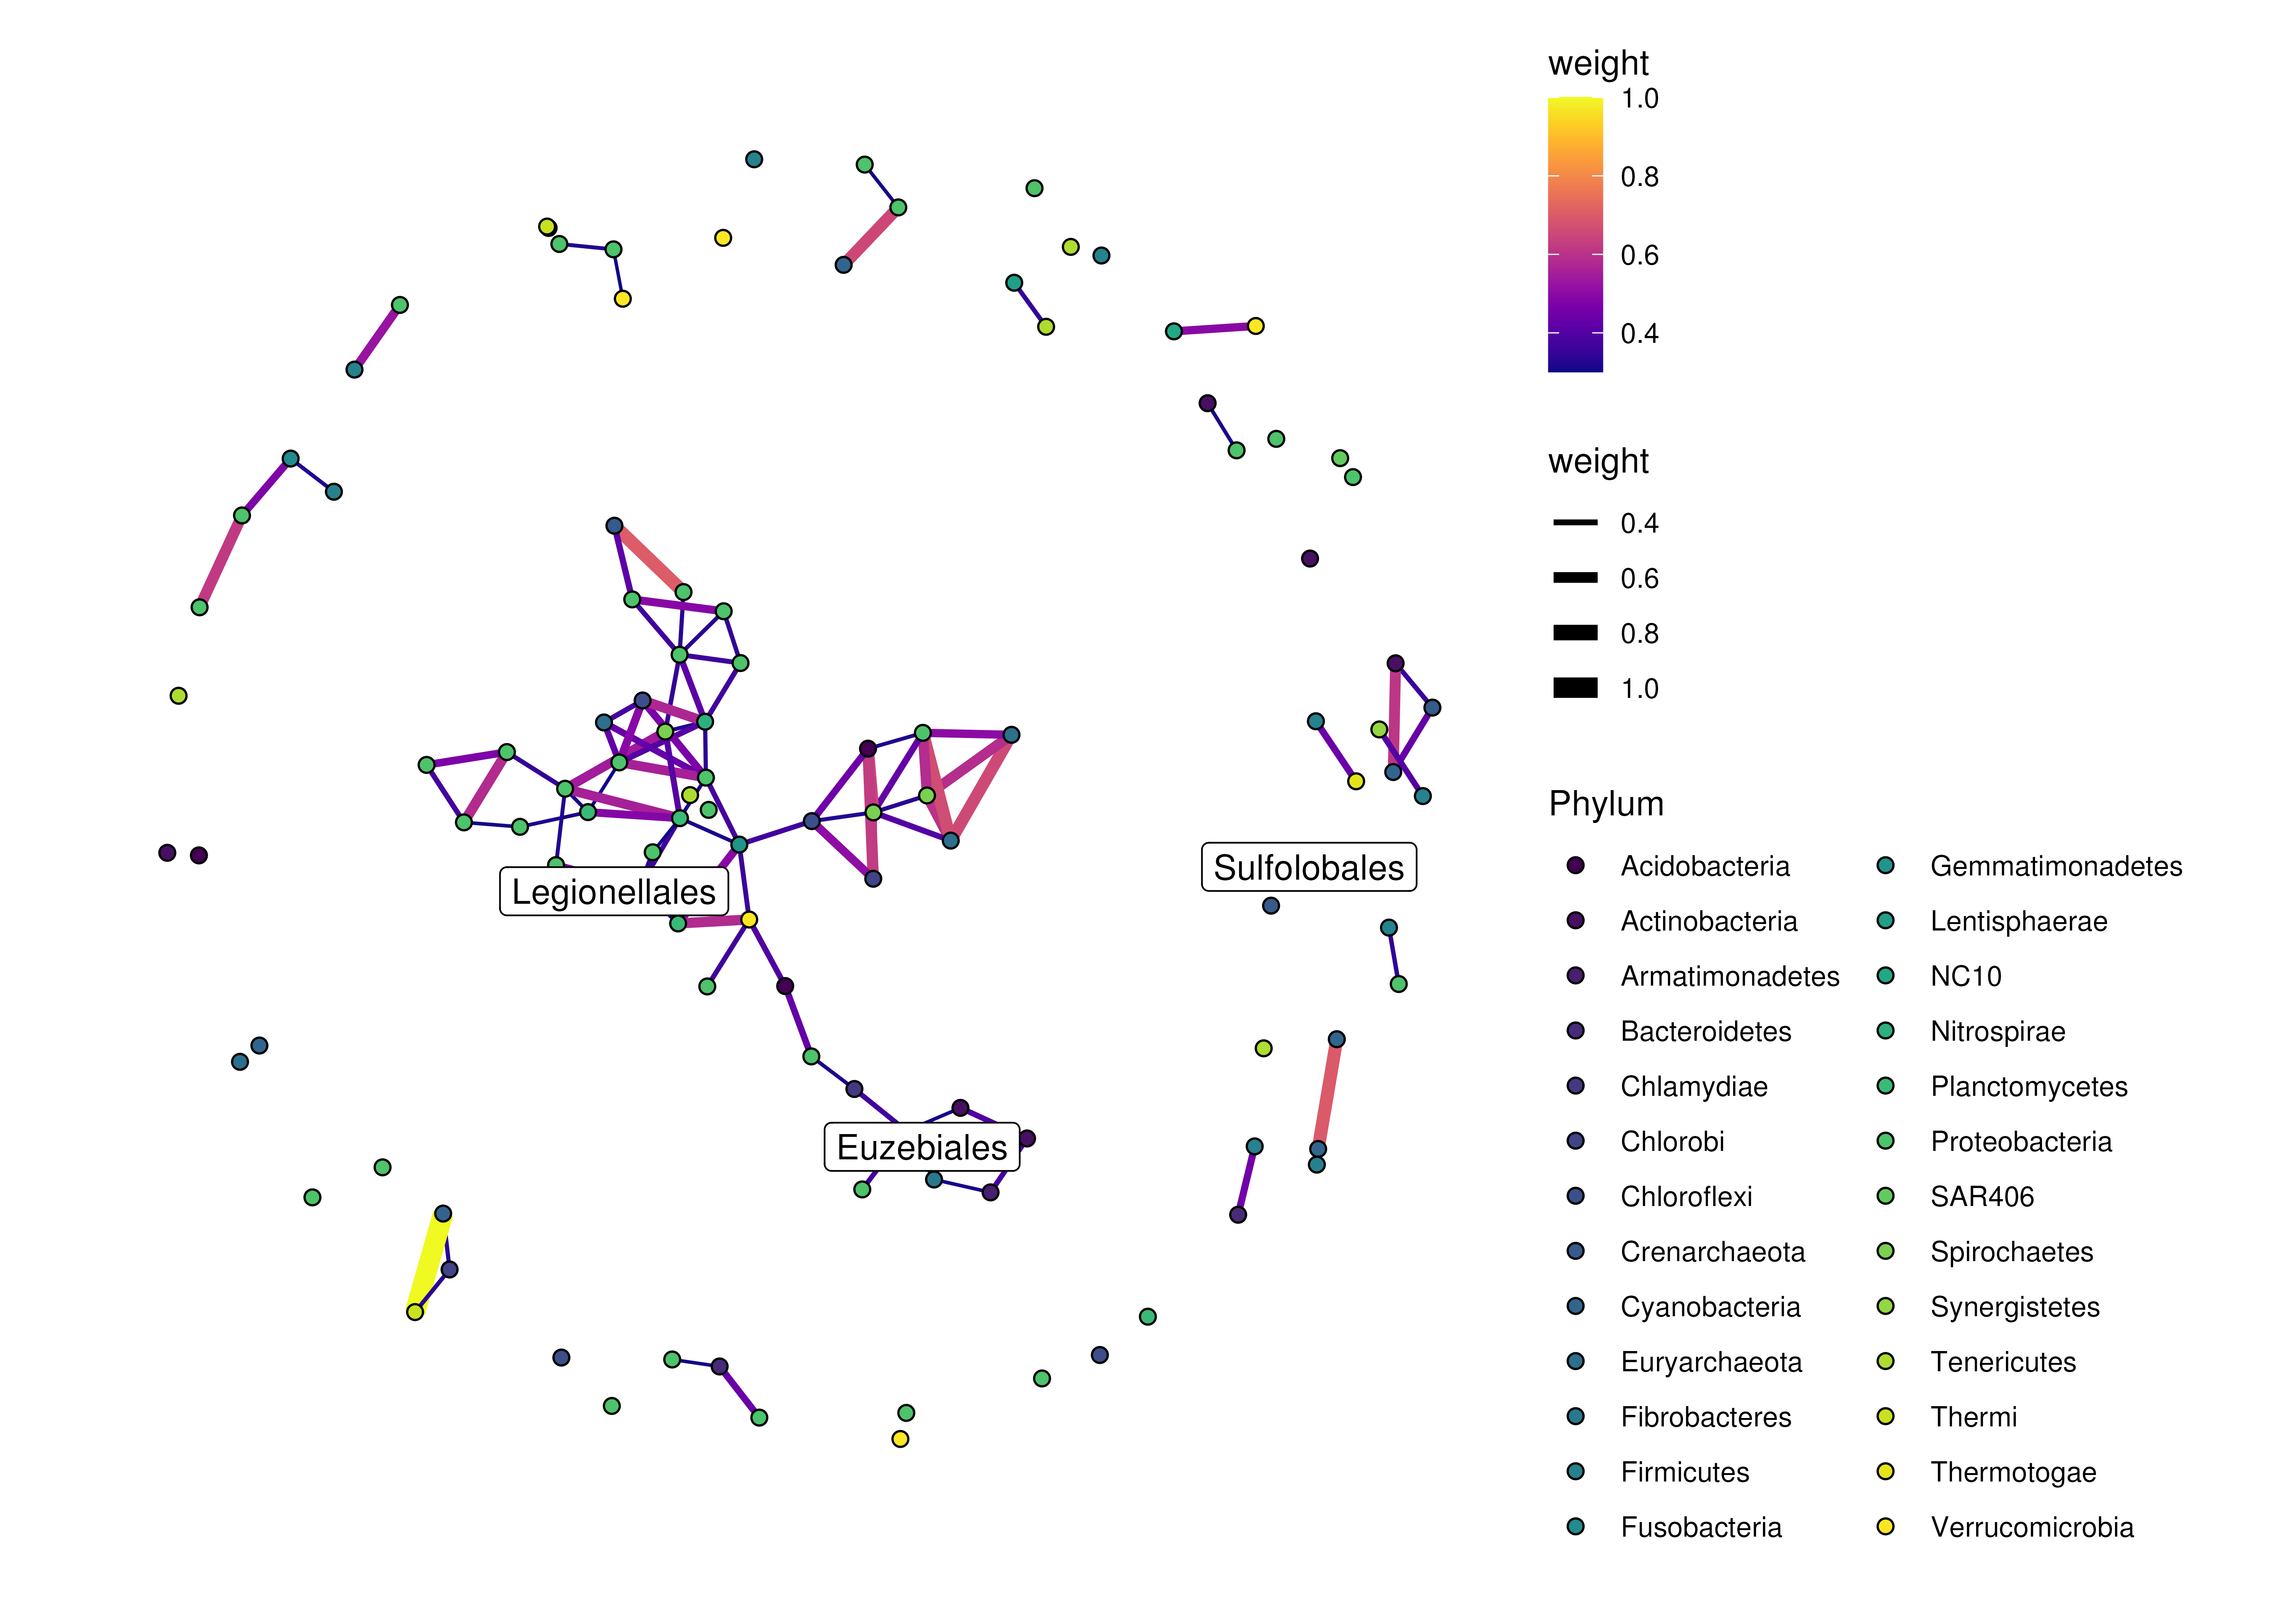 weight
1.0
0.8
0.6
0.4
weight
0.4
0.6
0.8
1.0
Legionellales
Sulfolobales
Euzebiales
Phylum
Acidobacteria
Actinobacteria
Armatimonadetes
Bacteroidetes
Chlamydiae
Chlorobi
Chloroflexi
Crenarchaeota
Cyanobacteria
Euryarchaeota
Fibrobacteres
Firmicutes
Fusobacteria
Gemmatimonadetes
Lentisphaerae
NC10
Nitrospirae
Planctomycetes
Proteobacteria
SAR406
Spirochaetes
Synergistetes
Tenericutes
Thermi
Thermotogae
Verrucomicrobia